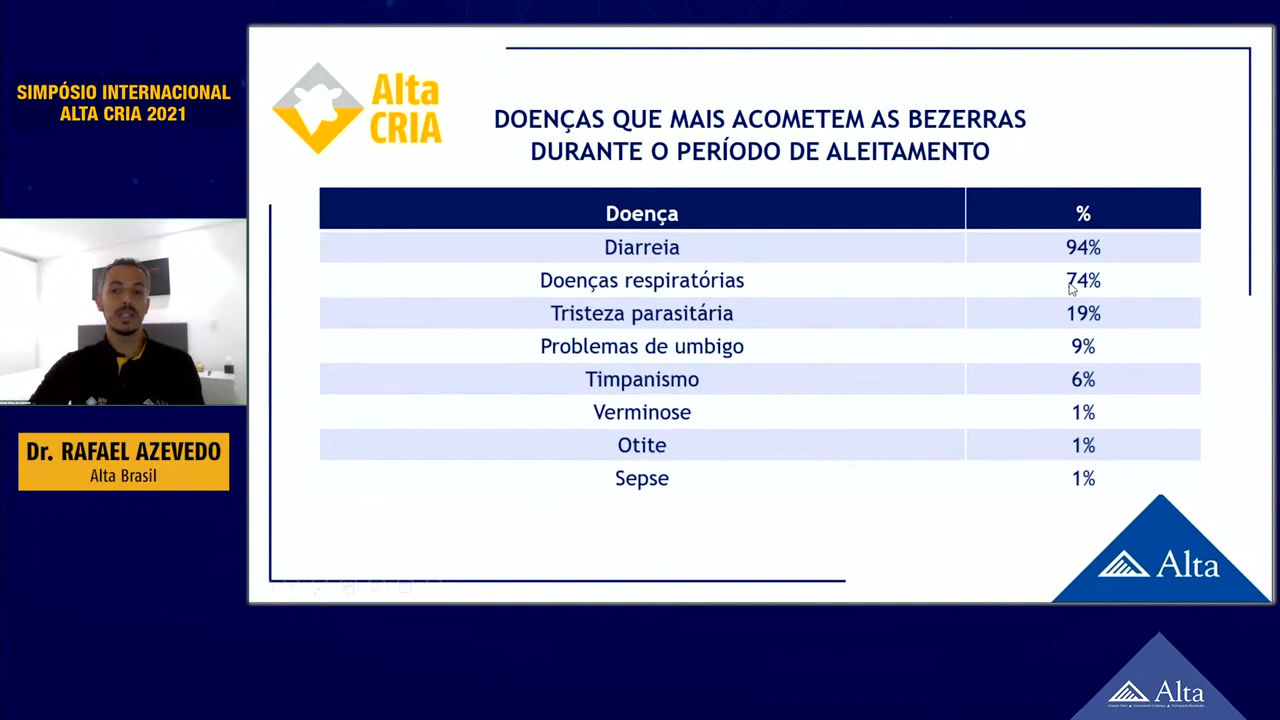 SIMPÓSIO INTERNACIONAL
ALTA CRIA 2021
Alta
CRIA
DOENÇAS QUE MAIS ACOMETEM AS BEZERRAS
DURANTE O PERÍODO DE ALEITAMENTO
Doença %
Diarreia 94%
Doenças respiratórias 74%
Tristeza parasitária 19%
Problemas de umbigo 9%
Timpanismo 6%
Verminose 1%
Otite 1%
Sepse 1%
Dr. RAFAEL AZEVEDO
Alta Brasil
Alta
Alta